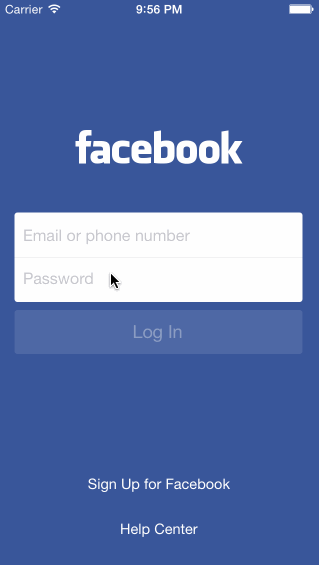 Carrier 9:56 PM
facebook
Email or phone number
Password
Log In
Sign Up for Facebook
Help Center